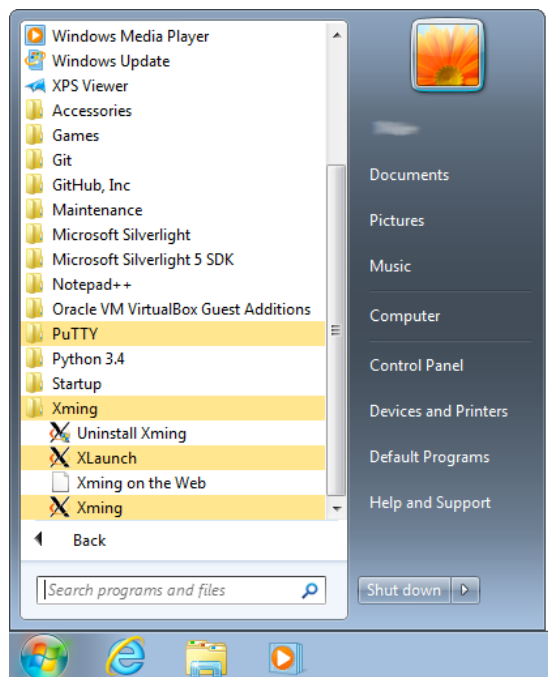 Windows Media Player
Windows Update
XPS Viewer
Accessories
Games
Git
GitHub, Inc
Maintenance
Microsoft Silverlight
Microsoft Silverlight 5 SDK
Notepad++
Oracle VM VirtualBox Guest Additions
PuTTY
Python 3.4
Startup
Xming
Uninstall Xming
XLaunch
Xming on the Web
Xming
Back
Search programs and files
Documents
Pictures
Music
Computer
Control Panel
Devices and Printers
Default Programs
Help and Support
Shut down